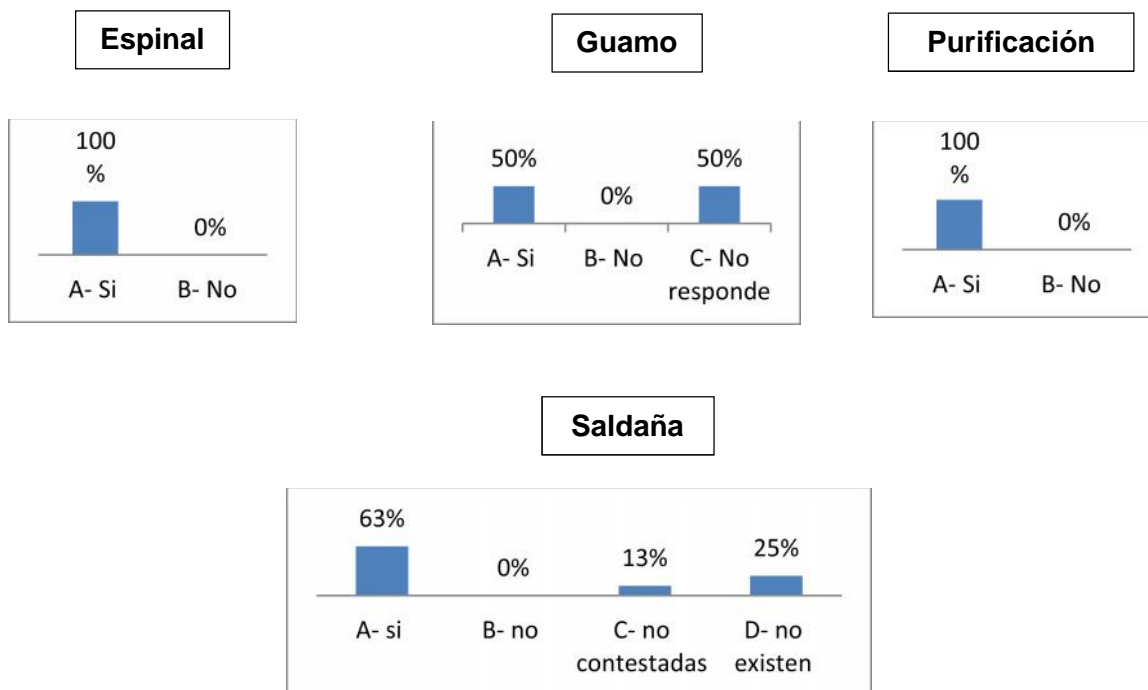 Espinal
Guamo
Purificación
100
%
0%
A- Si
B- No
50%
0%
50%
A- Si
B- No
C- No
responde
100
%
0%
A- Si
B- No
Saldaña
63%
0%
13%
25%
A- si
B- no
C- no
contestadas
D- no
existen